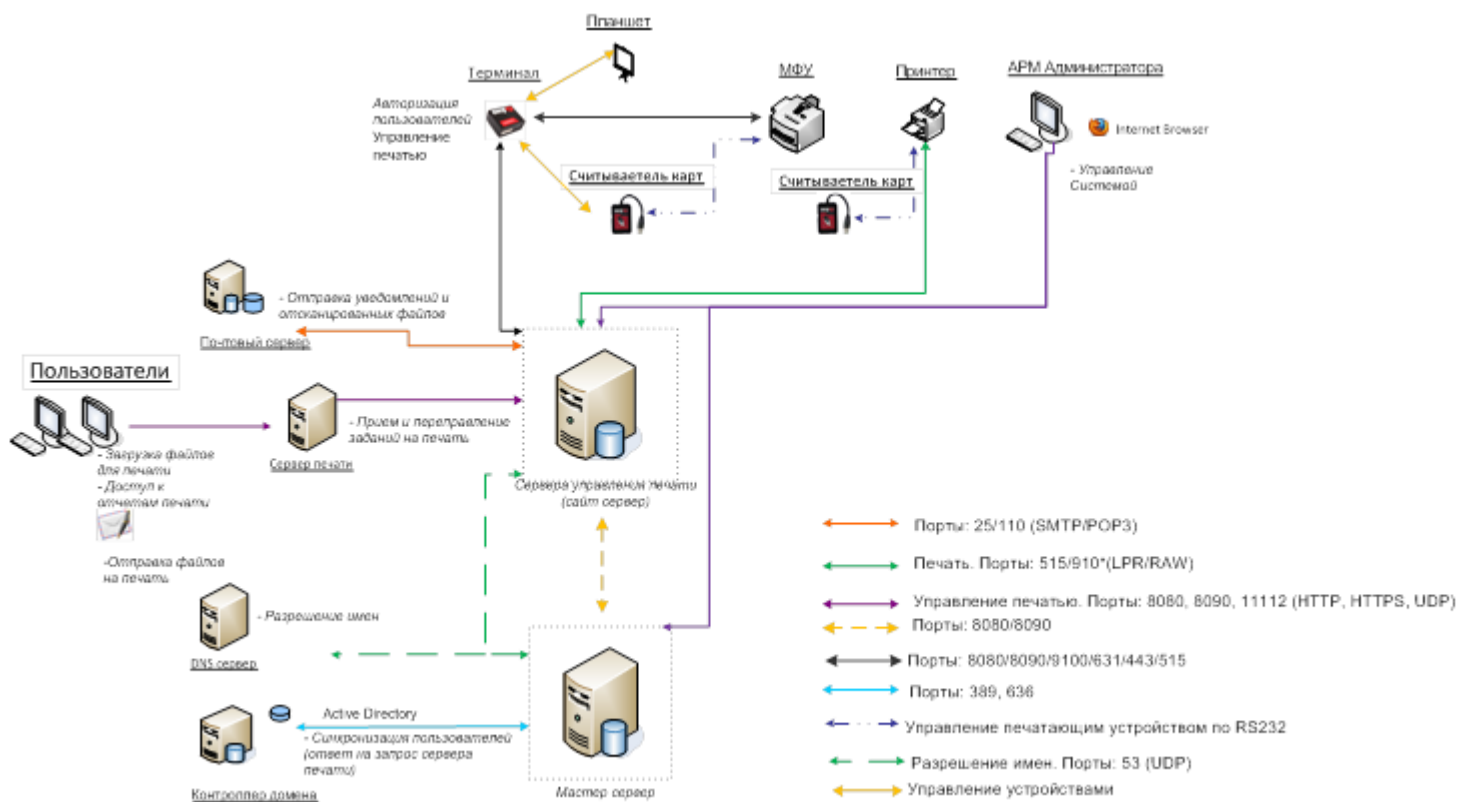 Планшет
Терминал
МФУ
Принтер
АРМ Администратора
Авторизация
пользователей
Управление
печатью
Internet Browser
- Управление
Системой
Считываетель карт
Считываетель карт
- Отправка уведомлений и
отсканированных файлов
Почтовый сервер
Пользователи
- Прием и переправление
заданий на печать
Сервер печати
- Загрузка файлов
для печати
- Доступ к
отчетам печати
-Отправка файлов
на печать
Сервера управления печати
(сайт сервер)
- Разрешение имен
DNS сервер
Active Directory
- Синхронизация пользователей
(ответ на запрос сервера
печати)
Контроллер домена
Мастер сервер
Порты: 25/110 (SMTP/POP3)
Печать. Порты: 515/910*(LPR/RAW)
Управление печатью. Порты: 8080, 8090, 11112 (HTTP, HTTPS, UDP)
Порты: 8080/8090
Порты: 8080/8090/9100/631/443/515
Порты: 389, 636
Управление печатающим устройством по RS232
Разрешение имен. Порты: 53 (UDP)
Управление устройствами